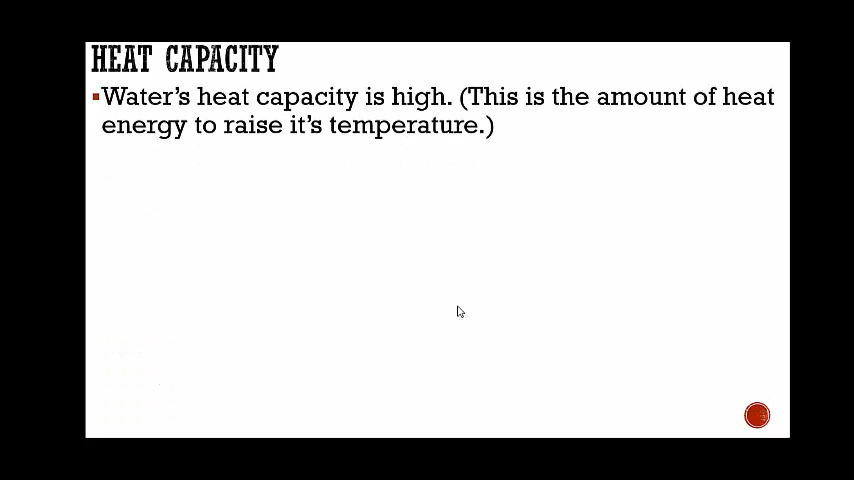 HEAT CAPACITY
▪Water's heat capacity is high. (This is the amount of heat
energy to raise it's temperature.)